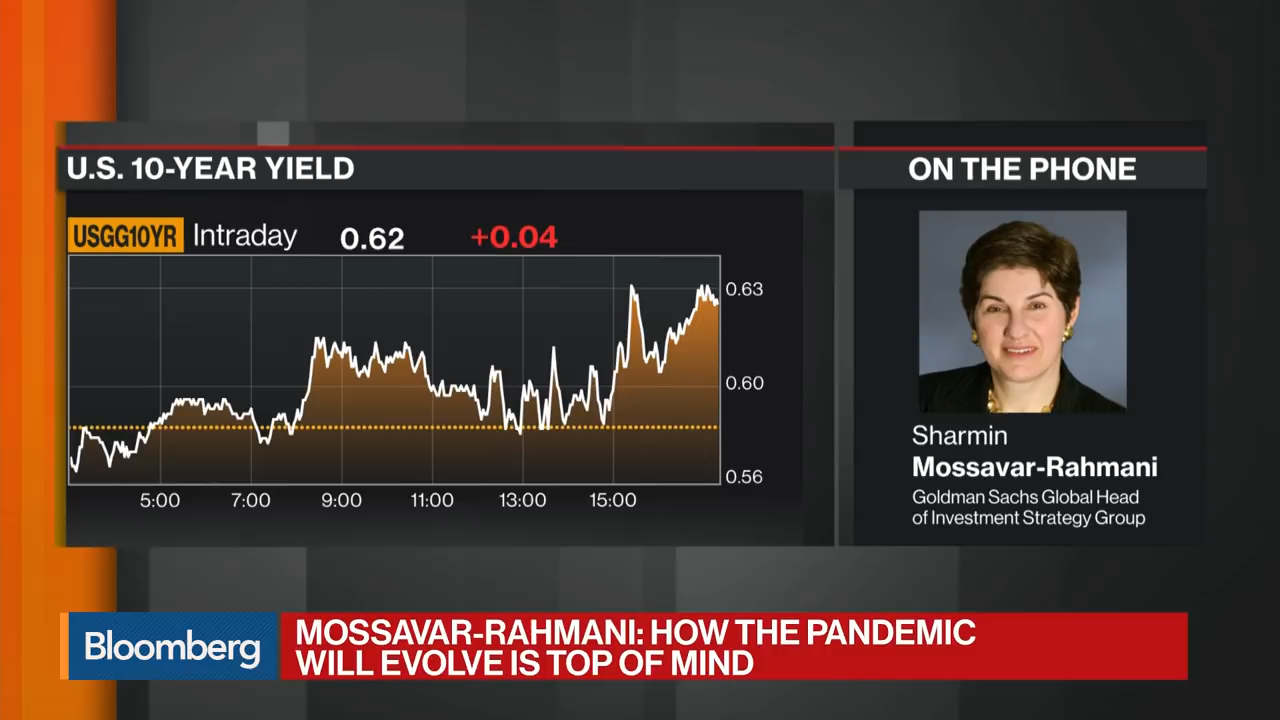 U.S. 10-YEAR YIELD
USGG10YR Intraday 0.62 +0.04
0.63
0.60
0.56
5:00 7:00 9:00 11:00 13:00 15:00
ON THE PHONE
Sharmin
Mossavar-Rahmani
Goldman Sachs Global Head
of Investment Strategy Group
Bloomberg
MOSSAVAR-RAHMANI: HOW THE PANDEMIC
WILL EVOLVE IS TOP OF MIND